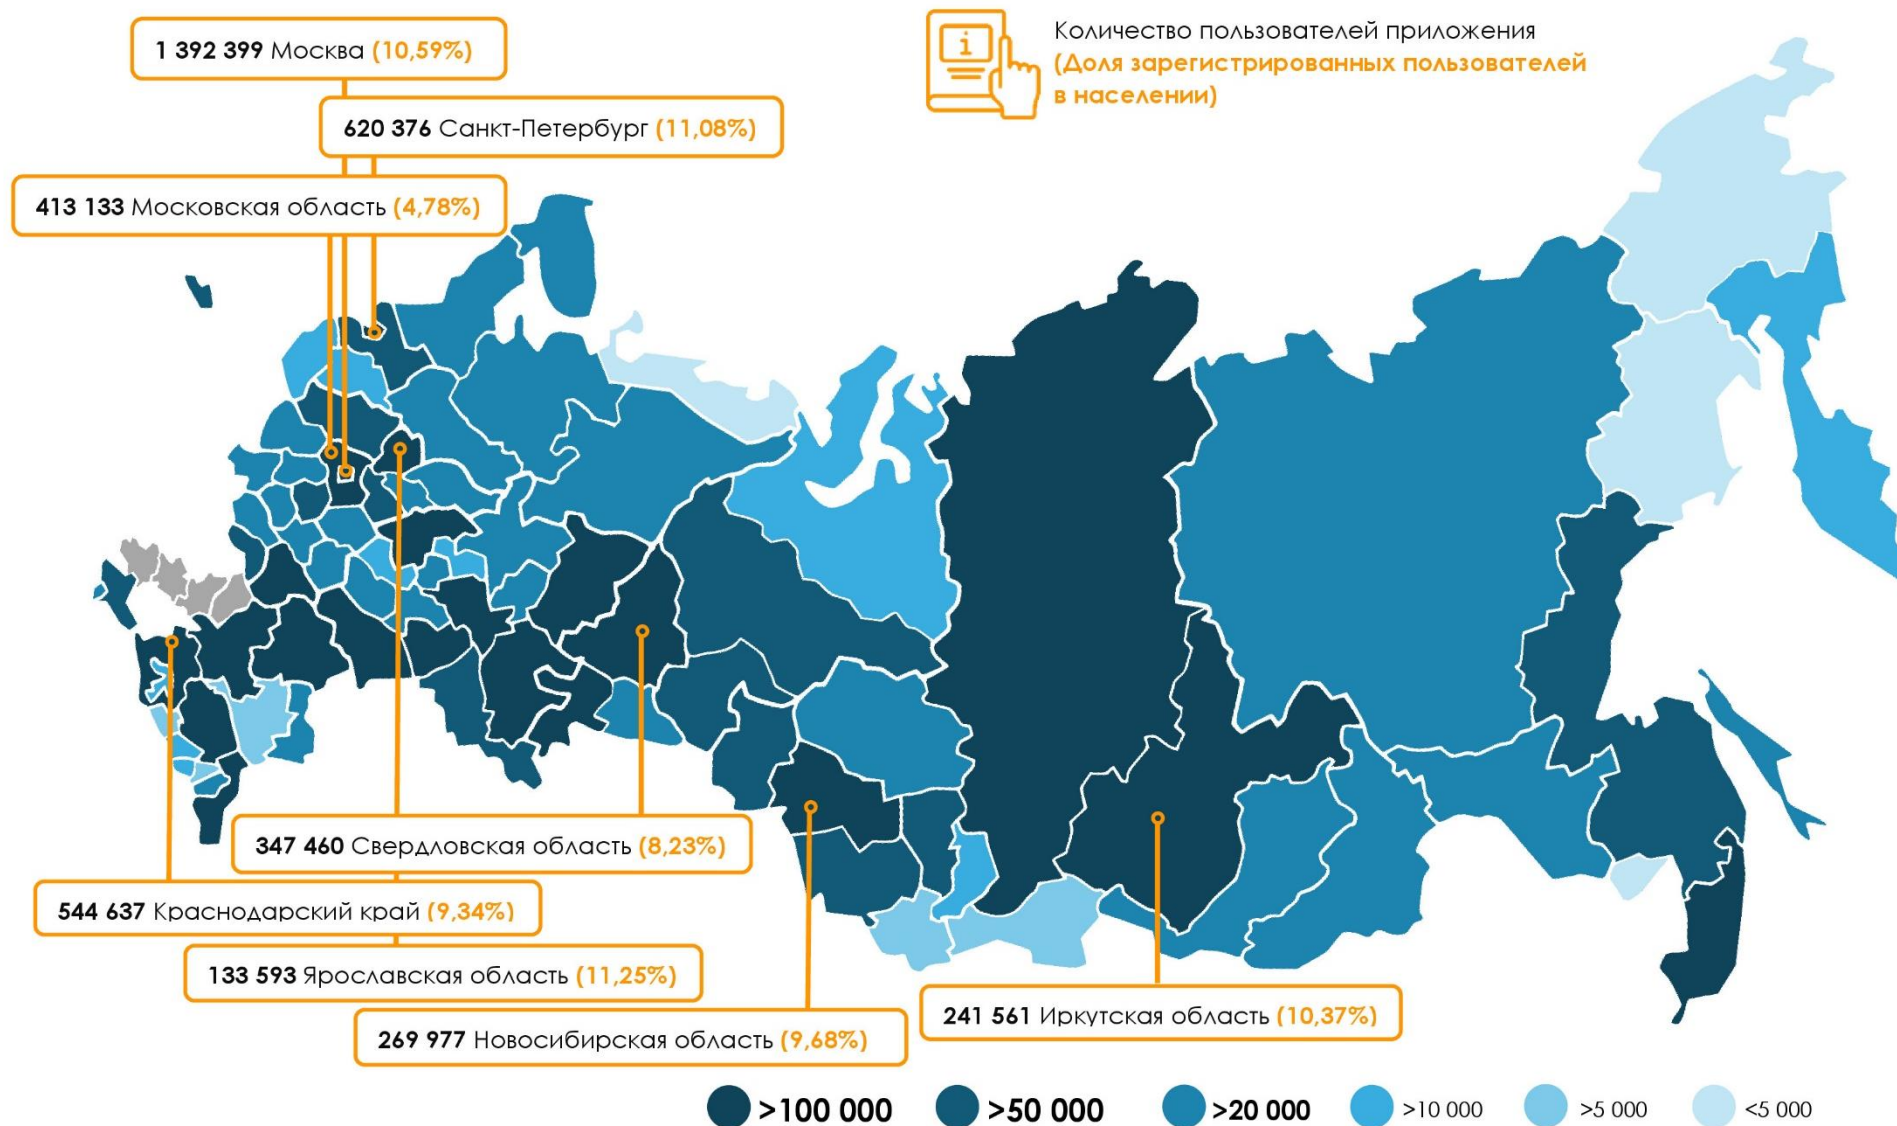 1 392 399 Москва (10,59%)
Количество пользователей приложения
(Доля зарегистрированных пользователей
в населении)
620 376 Санкт-Петербург (11,08%)
413 133 Московская область (4,78%)
347 460 Свердловская область (8,23%)
544 637 Краснодарский край (9,34%)
133 593 Ярославская область (11,25%)
269 977 Новосибирская область (9,68%)
241 561 Иркутская область (10,37%)
>100 000 >50 000 >20 000 >10 000 >5 000 <5 000